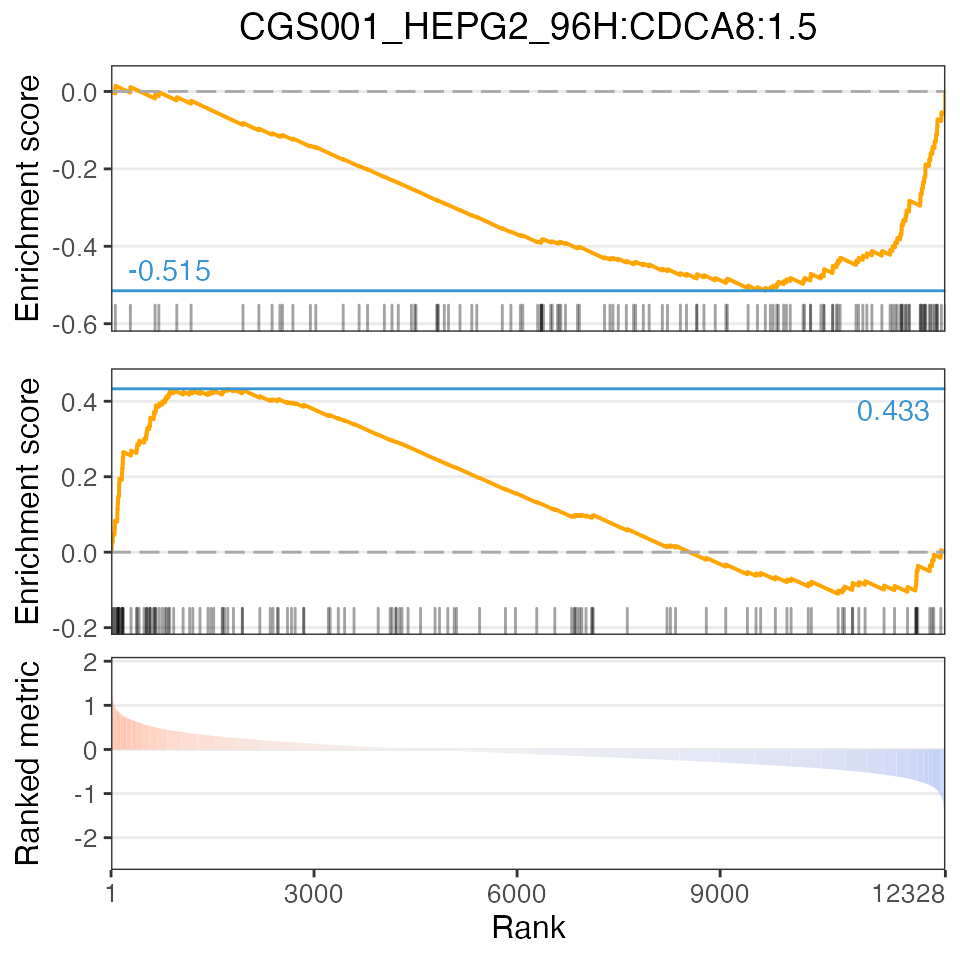 CGS001_HEPG2_96H:CDCA8:1.5
Enrichment score
0.0
-0.2
-0.4
-0.6
-0.515
Enrichment score
0.4
0.2
0.0
-0.2
0.433
Ranked metric
2
1
0
-1
-2
1 3000 6000 9000 12328
Rank